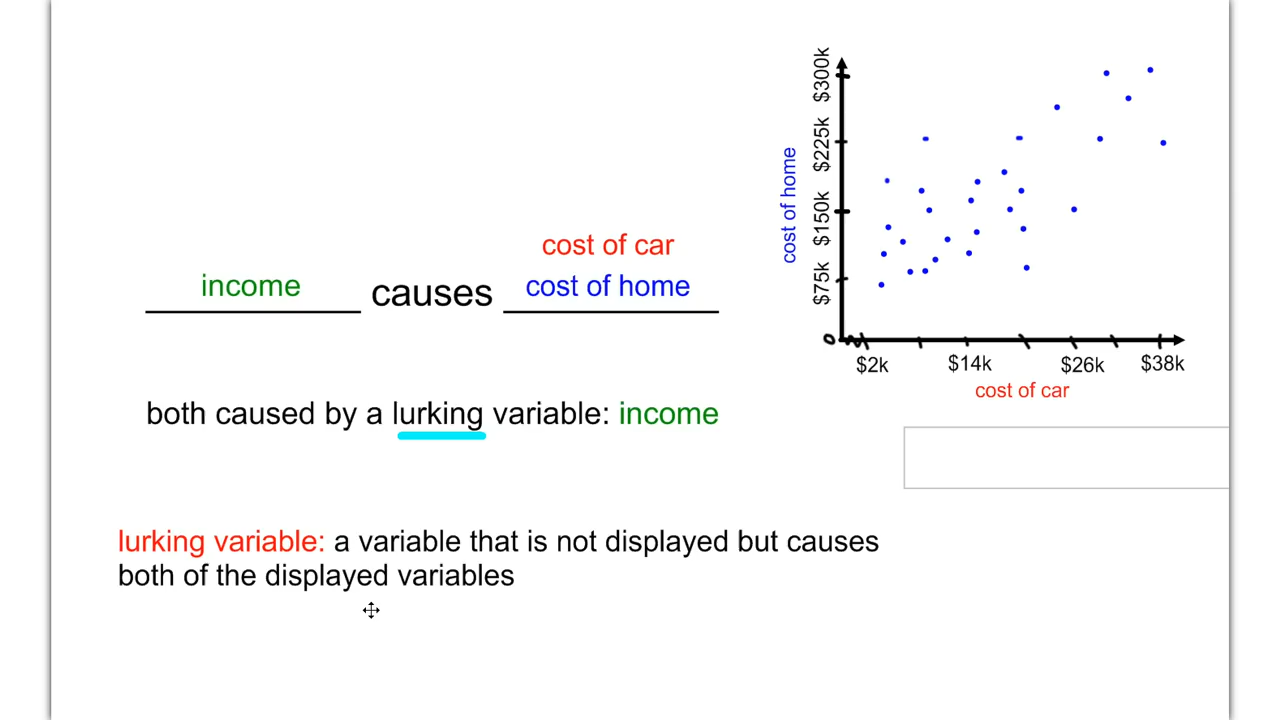 $300k
$225k
$150k
$75k
0
cost of home
$2k
$14k
$26k
$38k
cost of car
cost of car
income causes cost of home
both caused by a lurking variable: income
lurking variable: a variable that is not displayed but causes
both of the displayed variables